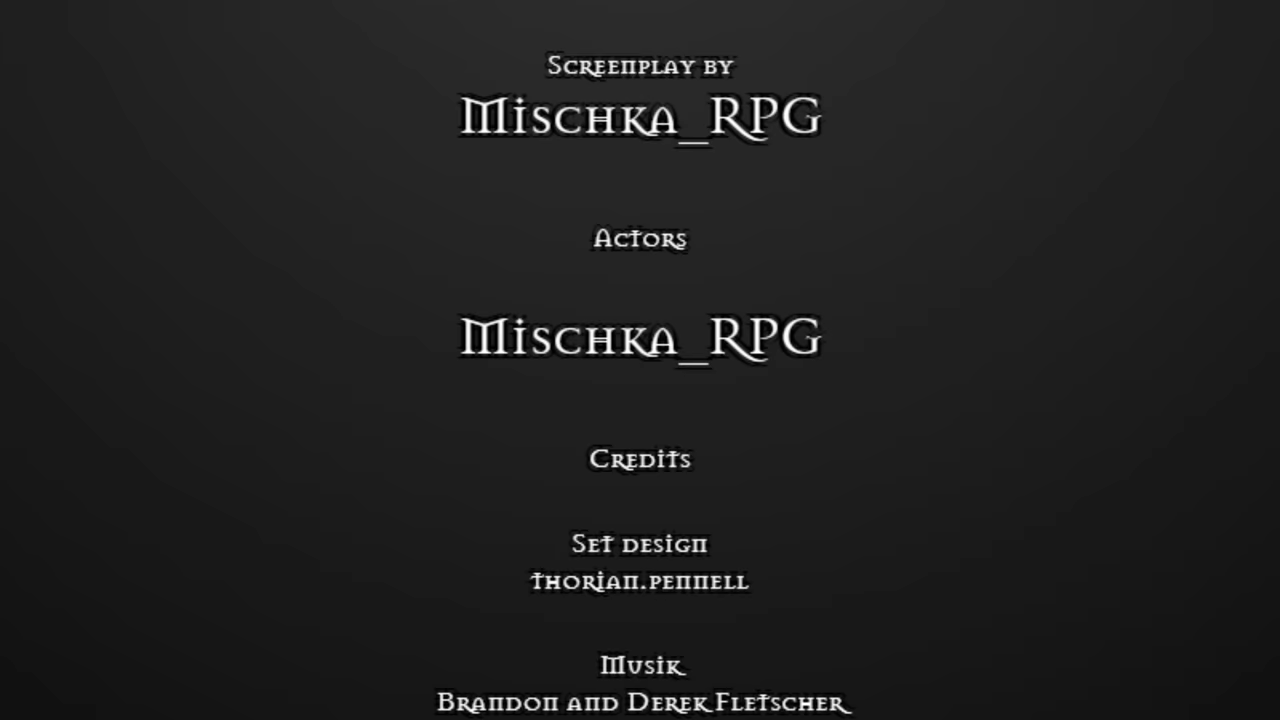 Screenplay by
Mischka_RPG
Actors
Mischka_RPG
Credits
Set design
thorian.pennell
Musik
Brandon and Derek Fletscher